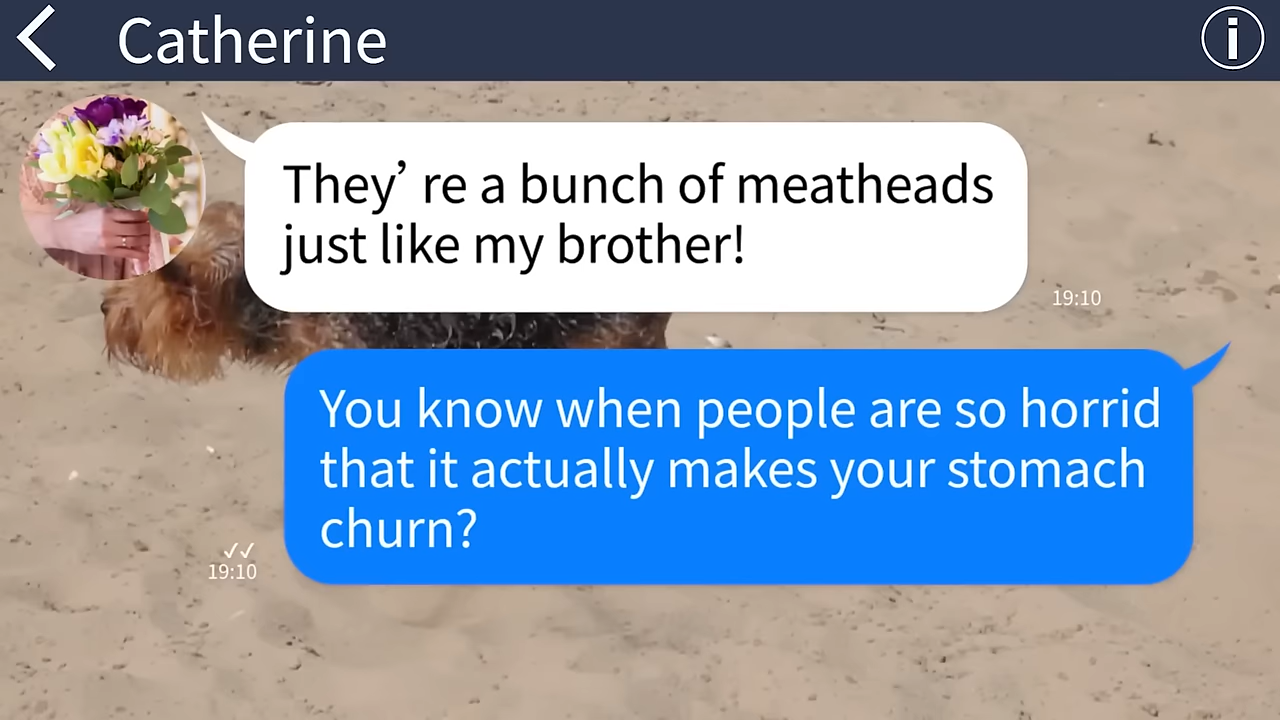 Catherine
They’ re a bunch of meatheads
just like my brother!
19:10
You know when people are so horrid
that it actually makes your stomach
churn?
19:10